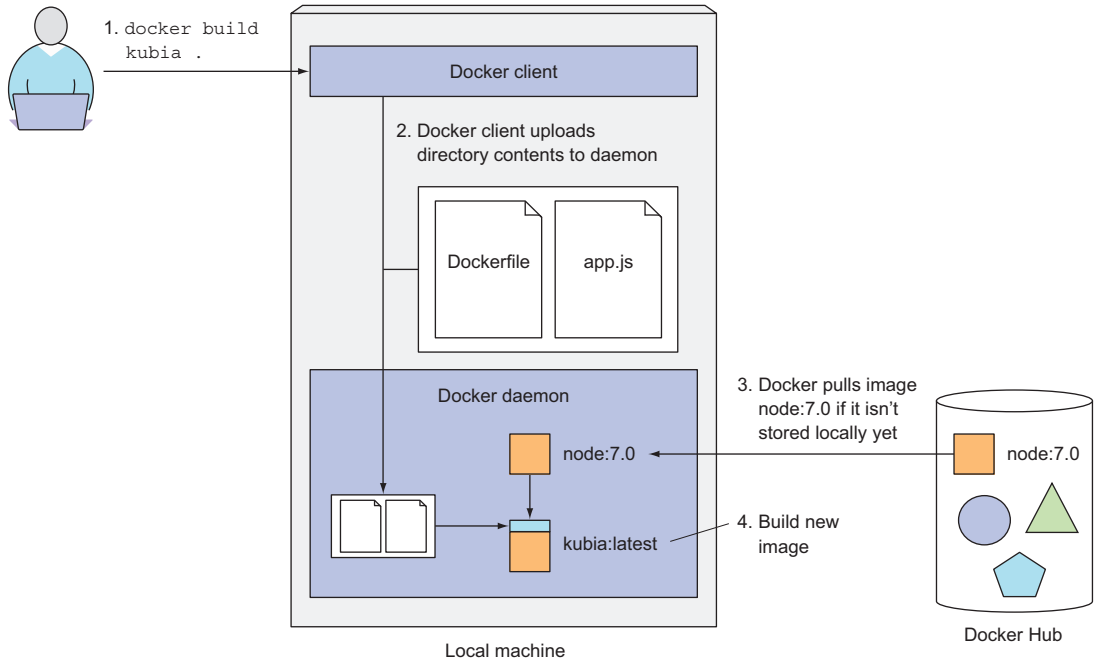 1. docker build
kubia .
Docker client
2. Docker client uploads
directory contents to daemon
Dockerfile
app.js
Docker daemon
3. Docker pulls image
node:7.0 if it isn't
stored locally yet
node:7.0
node:7.0
kubia:latest
4. Build new
image
Local machine
Docker Hub